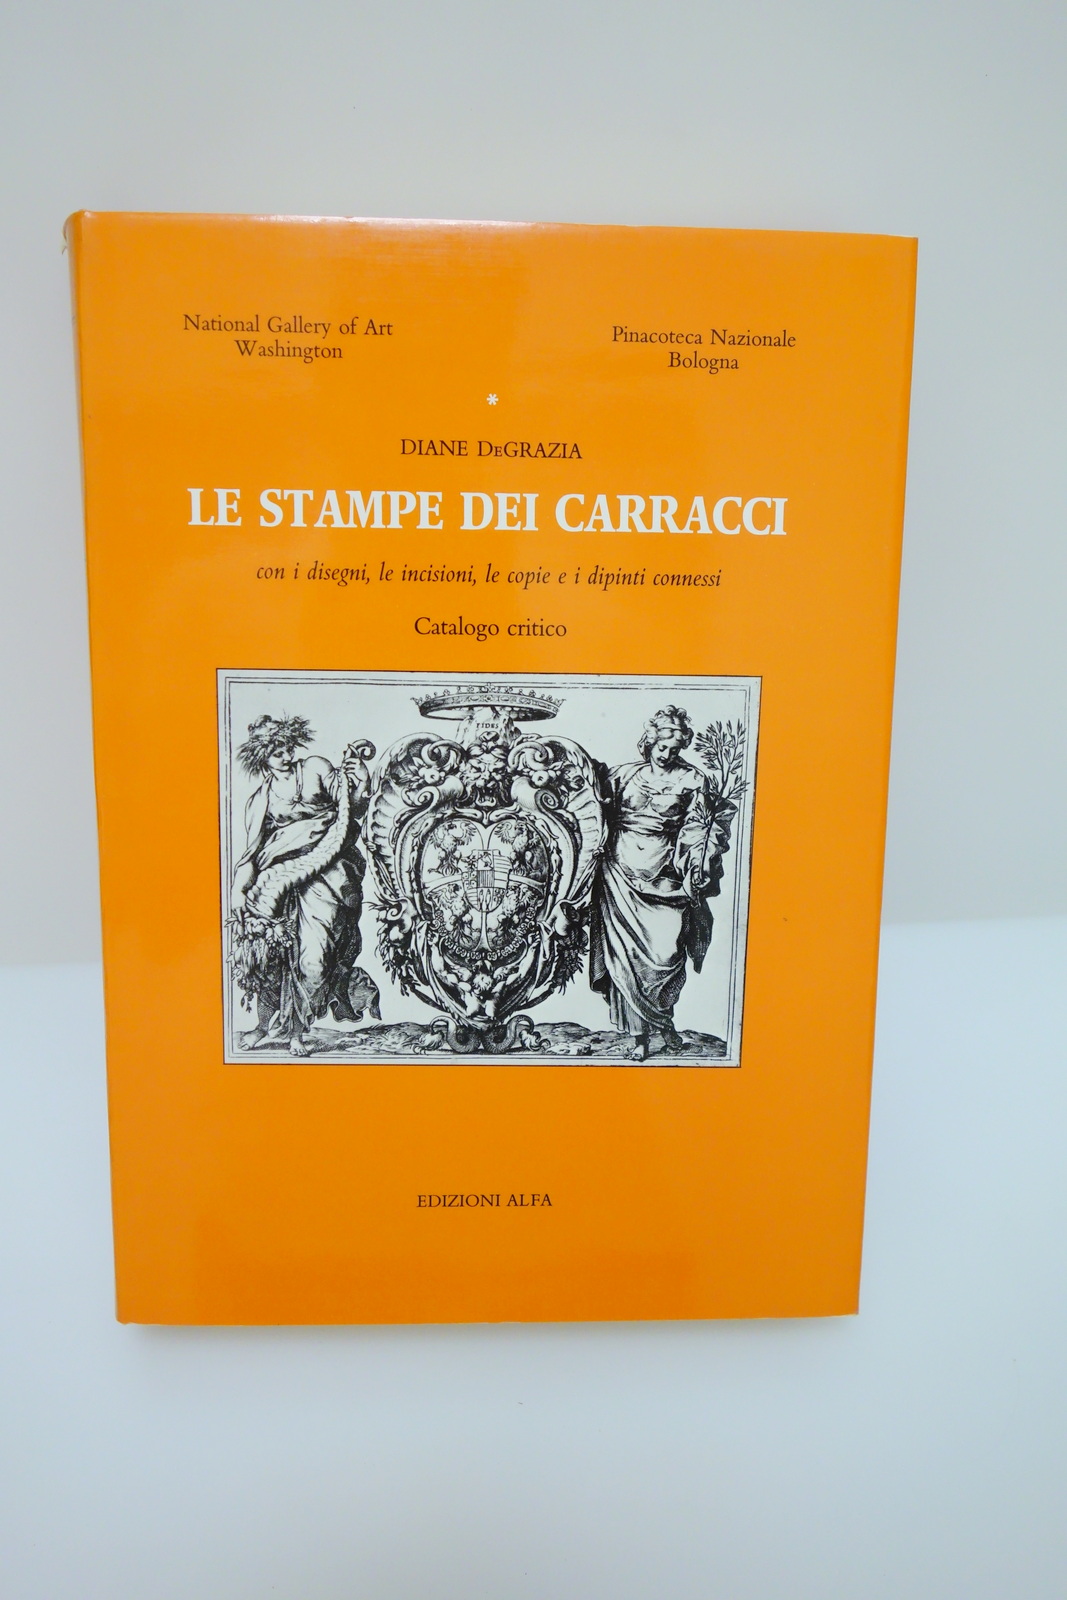 National Gallery of Art
Washington
Pinacoteca Nazionale
Bologna
*
DIANE DeGRAZIA
LE STAMPE DEI CARRACCI
con i disegni, le incisioni, le copie e i dipinti connessi
Catalogo critico
FIDES
EDIZIONI ALFA